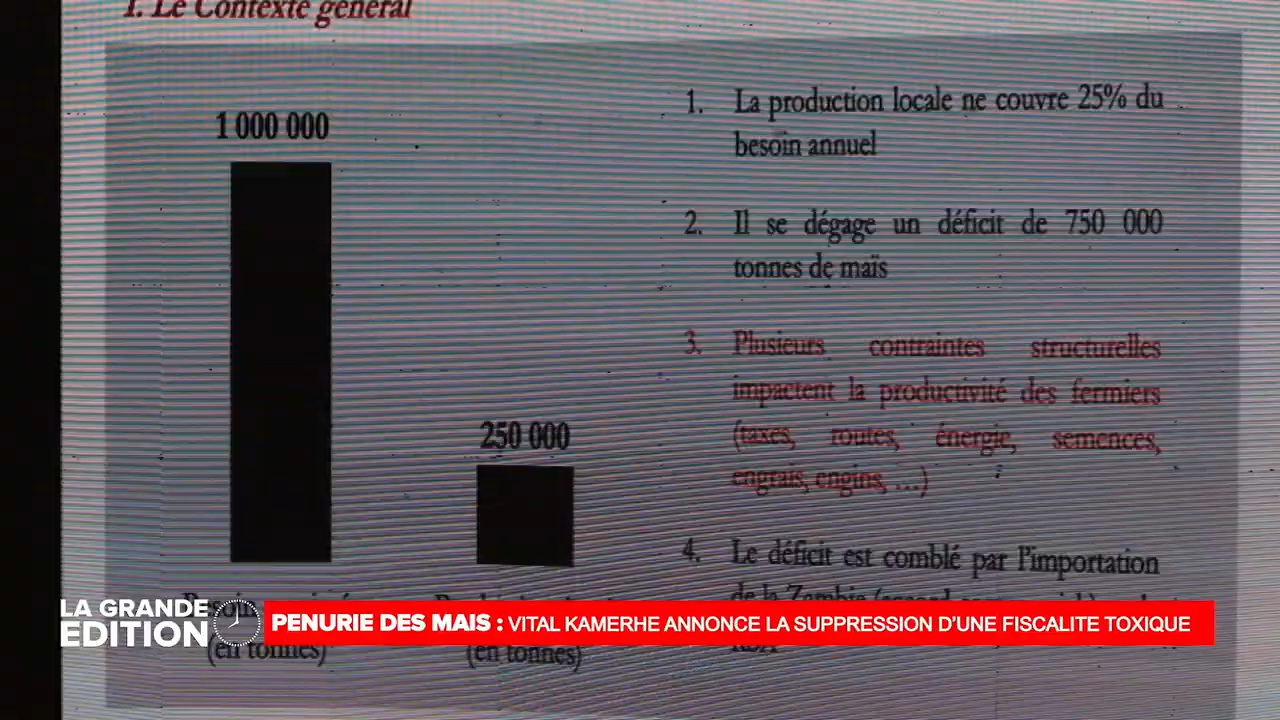 I. Le Contexte général
1 000 000
250 000
(en tonnes)
(en tonnes)
1. La production locale ne couvre 25% du
besoin annuel
2. Il se dégage un déficit de 750 000
tonnes de maïs
3. Plusieurs contraintes structurelles
impactent la productivité des fermiers
(taxes, routes, énergie, semences,
engrais, engins, ...)
4. Le déficit est comblé par l'importation
de la Zambie
LA GRANDE
EDITION
PENURIE DES MAIS : VITAL KAMERHE ANNONCE LA SUPPRESSION D'UNE FISCALITE TOXIQUE